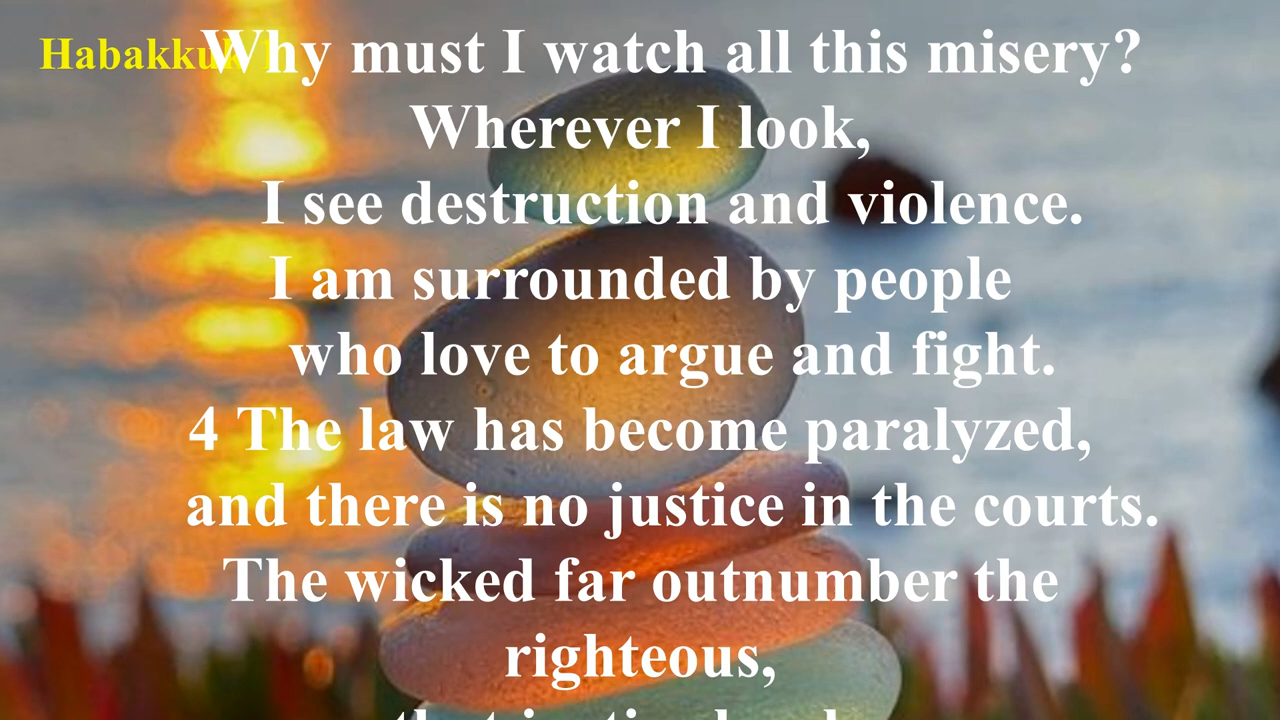 Habakkuk
Why must I watch all this misery?
Wherever I look,
I see destruction and violence.
I am surrounded by people
who love to argue and fight.
4 The law has become paralyzed,
and there is no justice in the courts.
The wicked far outnumber the
righteous,